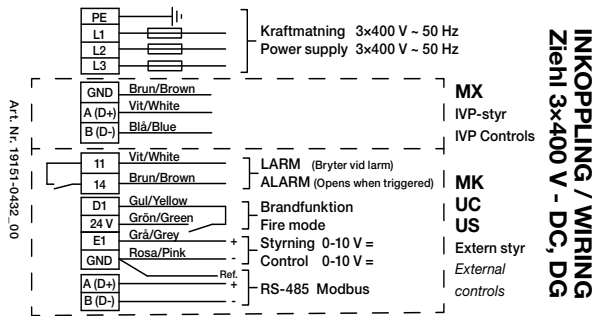 PE
L1
L2
L3
Kraftmatning 3×400 V ~ 50 Hz
Power supply 3×400 V ~ 50 Hz
GND Brun/Brown
A (D+) Vit/White
B (D-) Blå/Blue
MX
IVP-styr
IVP Controls
11 Vit/White
14 Brun/Brown
LARM (Bryter vid larm)
ALARM (Opens when triggered)
D1 Gul/Yellow
24 V Grön/Green
Brandfunktion
Fire mode
E1 Grå/Grey +
GND Rosa/Pink -
Styrning 0-10 V =
Control 0-10 V =
Ref.
A (D+) +
B (D-) -
RS-485 Modbus
MK
UC
US
Extern styr
External
controls
INKOPPLING / WIRING
Ziehl 3×400 V - DC, DG
Art. Nr. 19151-0432_00